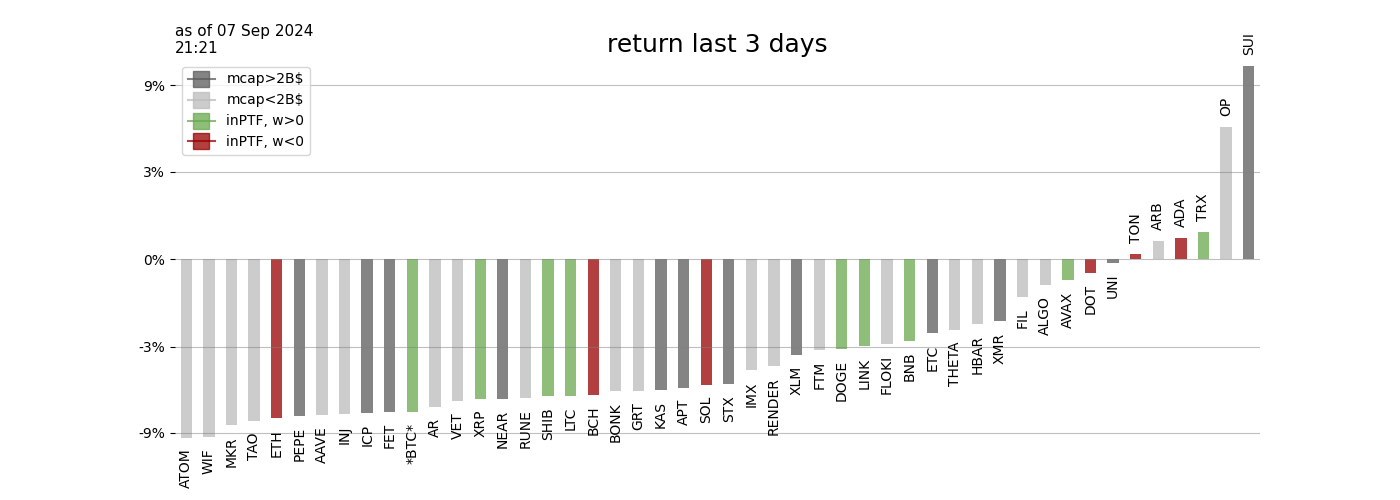 as of 07 Sep 2024
21:21
return last 3 days
mcap>2B$
mcap<2B$
inPTF, w>0
inPTF, w<0
9%
3%
0%
-3%
-9%
ATOM
WIF
MKR
TAO
ETH
PEPE
AAVE
INJ
ICP
FET
*BTC*
AR
VET
XRP
NEAR
RUNE
SHIB
LTC
BCH
BONK
GRT
KAS
APT
SOL
STX
IMX
RENDER
XLM
FTM
DOGE
LINK
FLOKI
BNB
ETC
THETA
HBAR
XMR
FIL
ALGO
AVAX
DOT
UNI
TON
ARB
ADA
TRX
OP
SUI